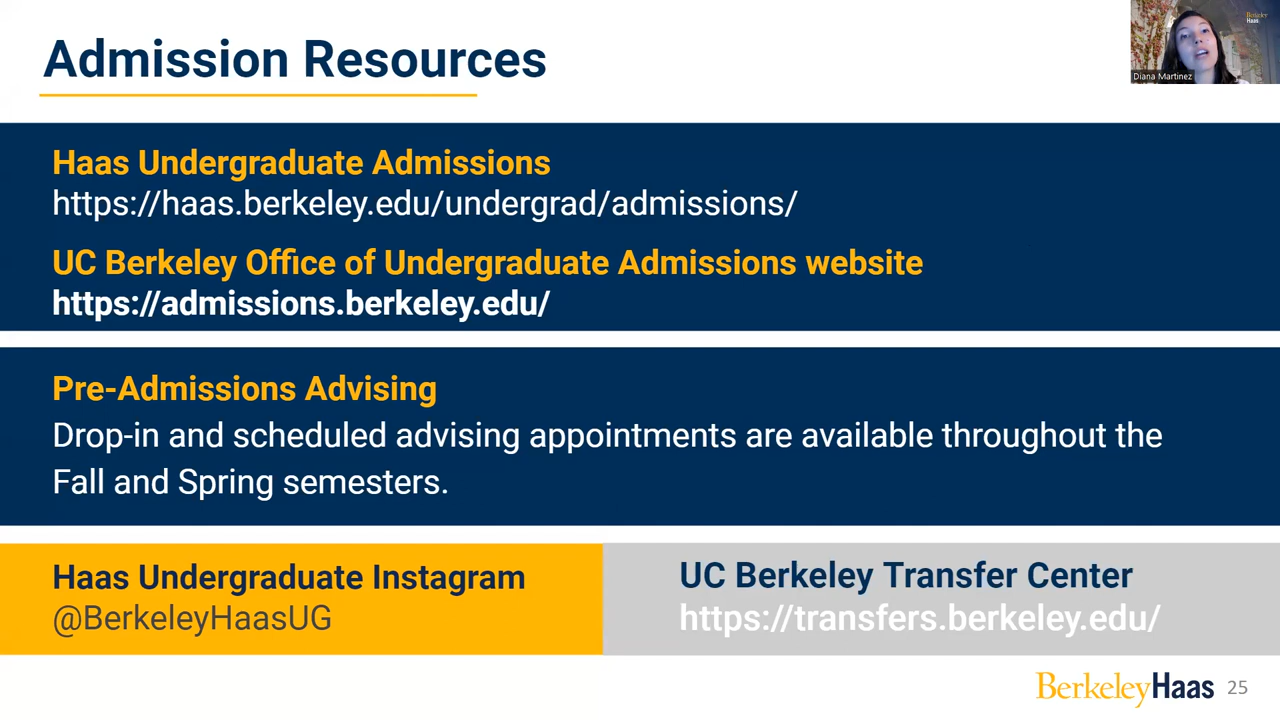 Admission Resources
Berkeley
Haas
Diana Martinez
Haas Undergraduate Admissions
https://haas.berkeley.edu/undergrad/admissions/
UC Berkeley Office of Undergraduate Admissions website
https://admissions.berkeley.edu/
Pre-Admissions Advising
Drop-in and scheduled advising appointments are available throughout the
Fall and Spring semesters.
Haas Undergraduate Instagram
@BerkeleyHaasUG
UC Berkeley Transfer Center
https://transfers.berkeley.edu/
BerkeleyHaas 25